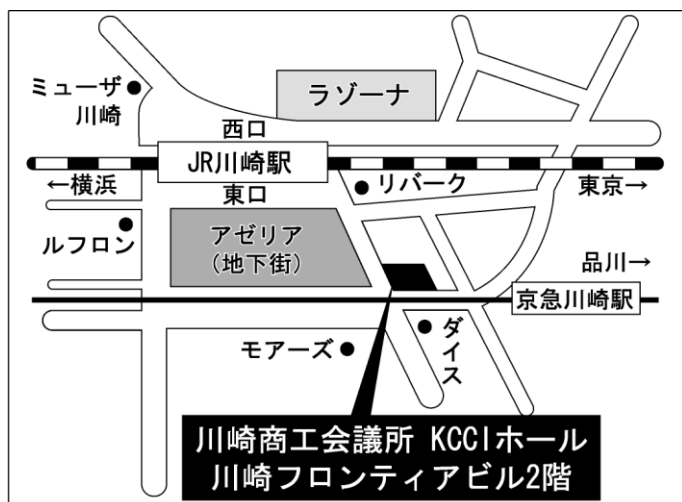 ミューザ
川崎
ラゾーナ
西口
JR川崎駅
←横浜
東口
リバーク
東京→
ルフロン
アゼリア
(地下街)
品川→
京急川崎駅
モアーズ
ダイス
川崎商工会議所 KCCIホール
川崎フロンティアビル2階